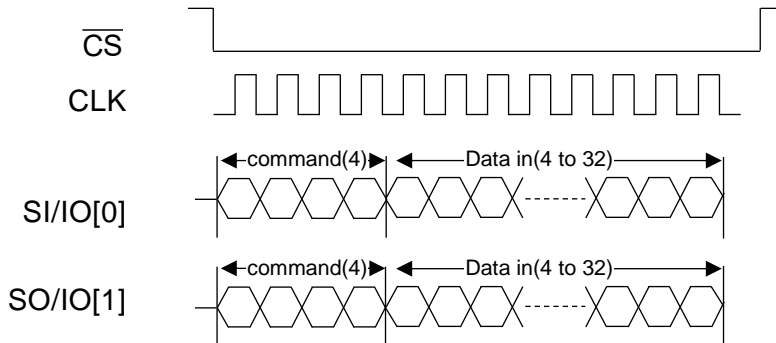 CS
CLK
command(4) Data in(4 to 32)
SI/IO[0]
command(4) Data in(4 to 32)
SO/IO[1]